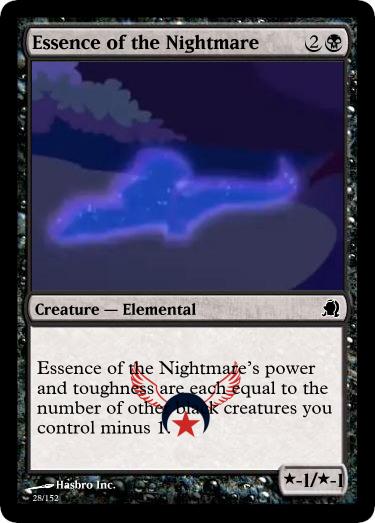 Essence of the Nightmare 2
Creature — Elemental
Essence of the Nightmare's power
and toughness are each equal to the
number of other black creatures you
control minus 1.
★-1/★-1
Hasbro Inc.
28/152